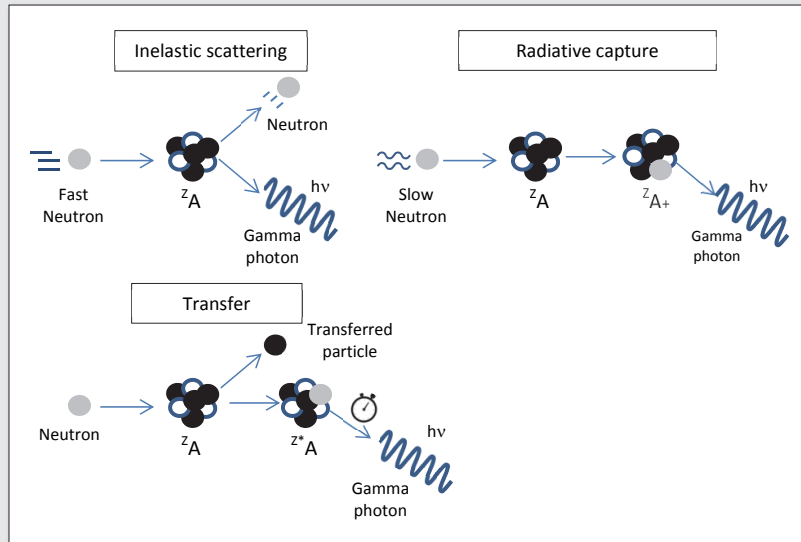 Inelastic scattering
Neutron
Fast
Neutron
ᶻA
hν
Gamma
photon
Radiative capture
Slow
Neutron
ᶻA
ᶻA+
hν
Gamma
photon
Transfer
Transferred
particle
Neutron
ᶻA
ᶻ*A
hν
Gamma
photon